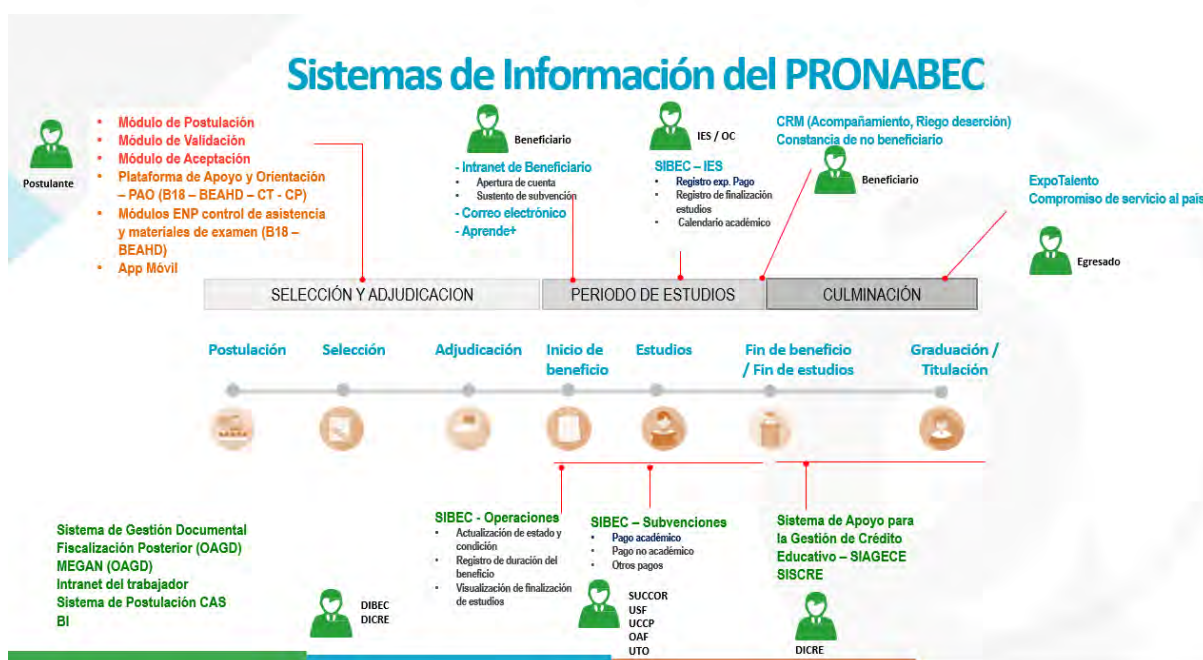 Sistemas de Información del PRONABEC
Postulante
• Módulo de Postulación
• Módulo de Validación
• Módulo de Aceptación
• Plataforma de Apoyo y Orientación
– PAO (B18 – BEAHD – CT - CP)
• Módulos ENP control de asistencia
y materiales de examen (B18 –
BEAHD)
• App Móvil
Beneficiario
- Intranet de Beneficiario
• Apertura de cuenta
• Sustento de subvención
- Correo electrónico
- Aprende+
IES / OC
SIBEC – IES
• Registro exp. Pago
• Registro de finalización
estudios
• Calendario académico
CRM (Acompañamiento, Riego deserción)
Constancia de no beneficiario
Beneficiario
ExpoTalento
Compromiso de servicio al pais
Egresado
SELECCIÓN Y ADJUDICACION
PERIODO DE ESTUDIOS
CULMINACIÓN
Postulación
Selección
Adjudicación
Inicio de
beneficio
Estudios
Fin de beneficio
/ Fin de estudios
Graduación /
Titulación
Sistema de Gestión Documental
Fiscalización Posterior (OAGD)
MEGAN (OAGD)
Intranet del trabajador
Sistema de Postulación CAS
BI
DIBEC
DICRE
SIBEC - Operaciones
• Actualización de estado y
condición
• Registro de duración del
beneficio
• Visualización de finalización
de estudios
SIBEC – Subvenciones
• Pago académico
• Pago no académico
• Otros pagos
SUCCOR
USF
UCCP
OAF
UTO
Sistema de Apoyo para
la Gestión de Crédito
Educativo – SIAGECE
SISCRE
DICRE